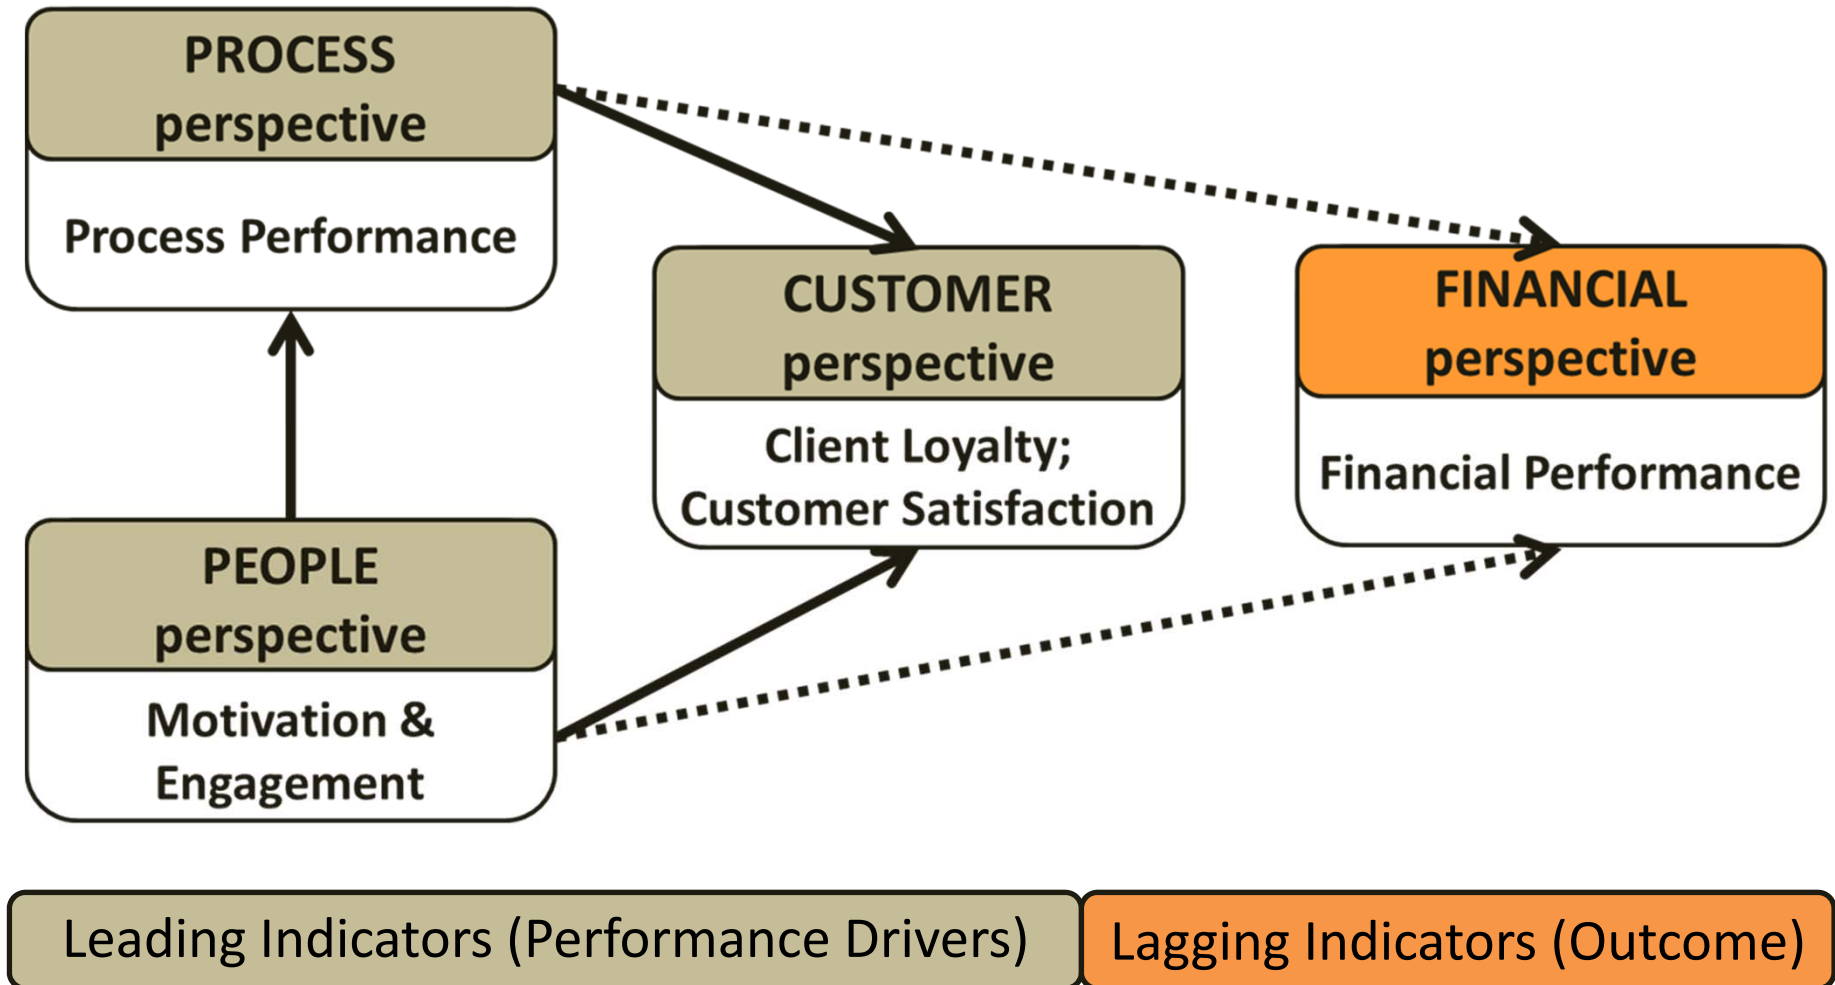 PROCESS
perspective
Process Performance
CUSTOMER
perspective
Client Loyalty;
Customer Satisfaction
FINANCIAL
perspective
Financial Performance
PEOPLE
perspective
Motivation &
Engagement
Leading Indicators (Performance Drivers)
Lagging Indicators (Outcome)